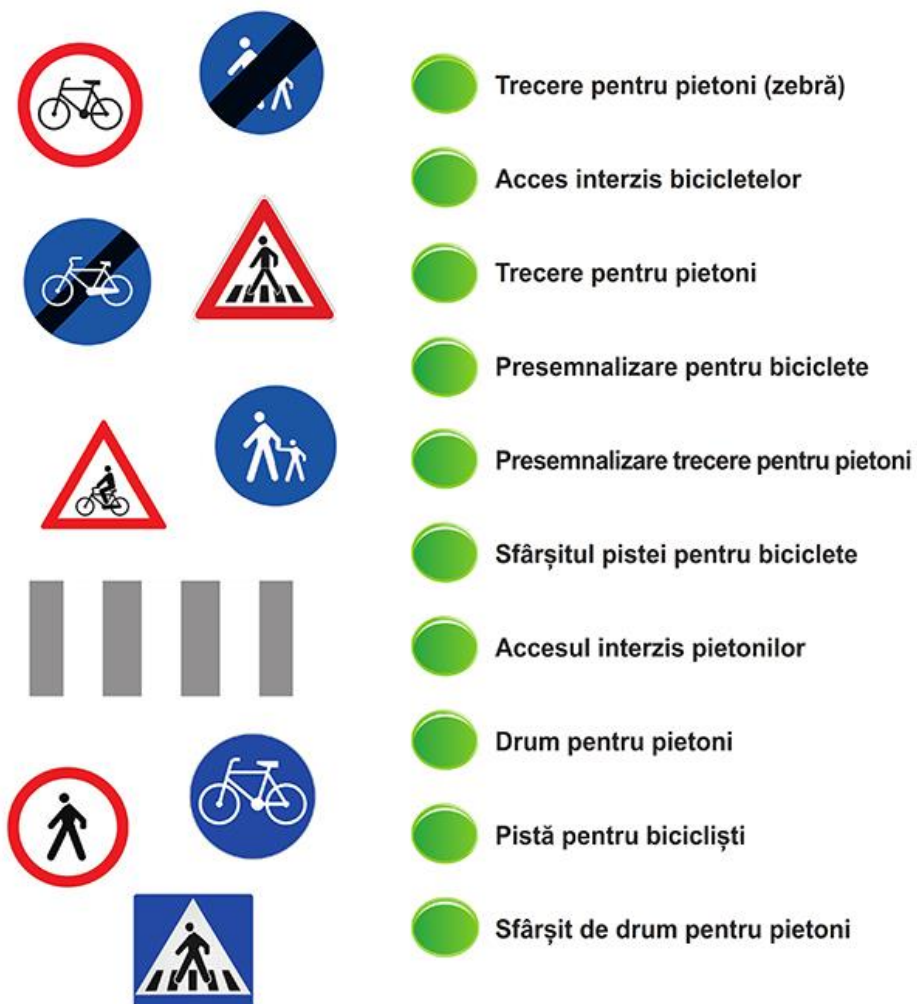 Trecere pentru pietoni (zebră)
Acces interzis bicicletelor
Trecere pentru pietoni
Presemnalizare pentru biciclete
Presemnalizare trecere pentru pietoni
Sfârșitul pistei pentru biciclete
Accesul interzis pietonilor
Drum pentru pietoni
Pistă pentru bicicliști
Sfârșit de drum pentru pietoni